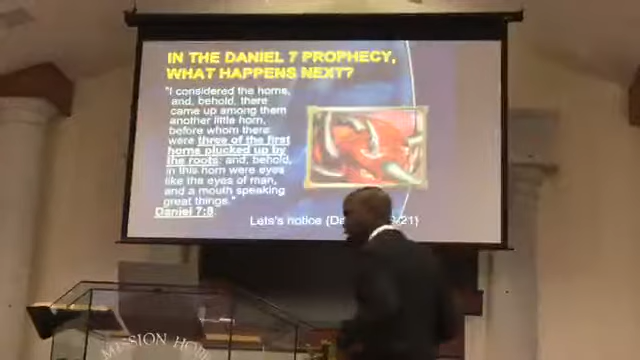 IN THE DANIEL 7 PROPHECY,
WHAT HAPPENS NEXT?
"I considered the horns,
and, behold, there
came up among them
another little horn,
before whom there
were three of the first
horns plucked up by
the roots: and, behold,
in this horn were eyes
like the eyes of man,
and a mouth speaking
great things."
Daniel 7:8.
Lets's notice (Da 21)
MISSION